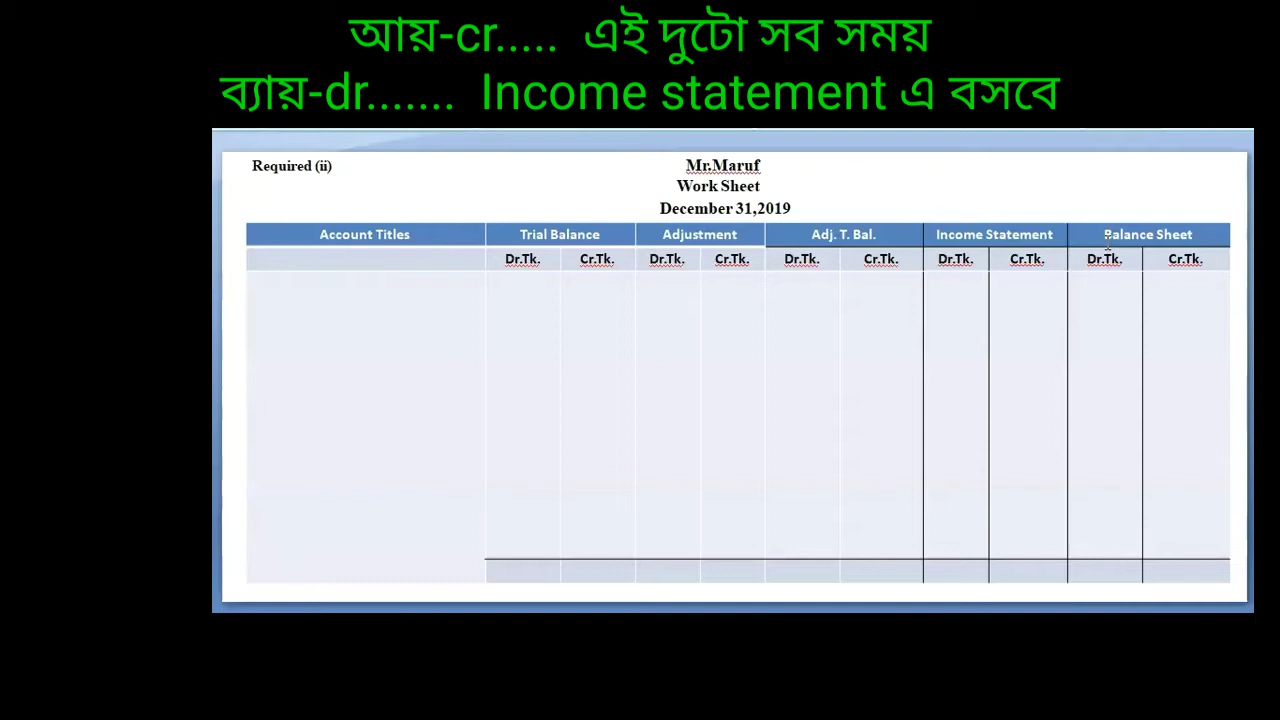 আয়-cr..... এই দুটো সব সময়
ব্যায়-dr....... Income statement এ বসবে
Required (ii)
Mr.Maruf
Work Sheet
December 31,2019
Account Titles Trial Balance Adjustment Adj. T. Bal. Income Statement Balance Sheet
Dr.Tk. Cr.Tk. Dr.Tk. Cr.Tk. Dr.Tk. Cr.Tk. Dr.Tk. Cr.Tk. Dr.Tk. Cr.Tk.